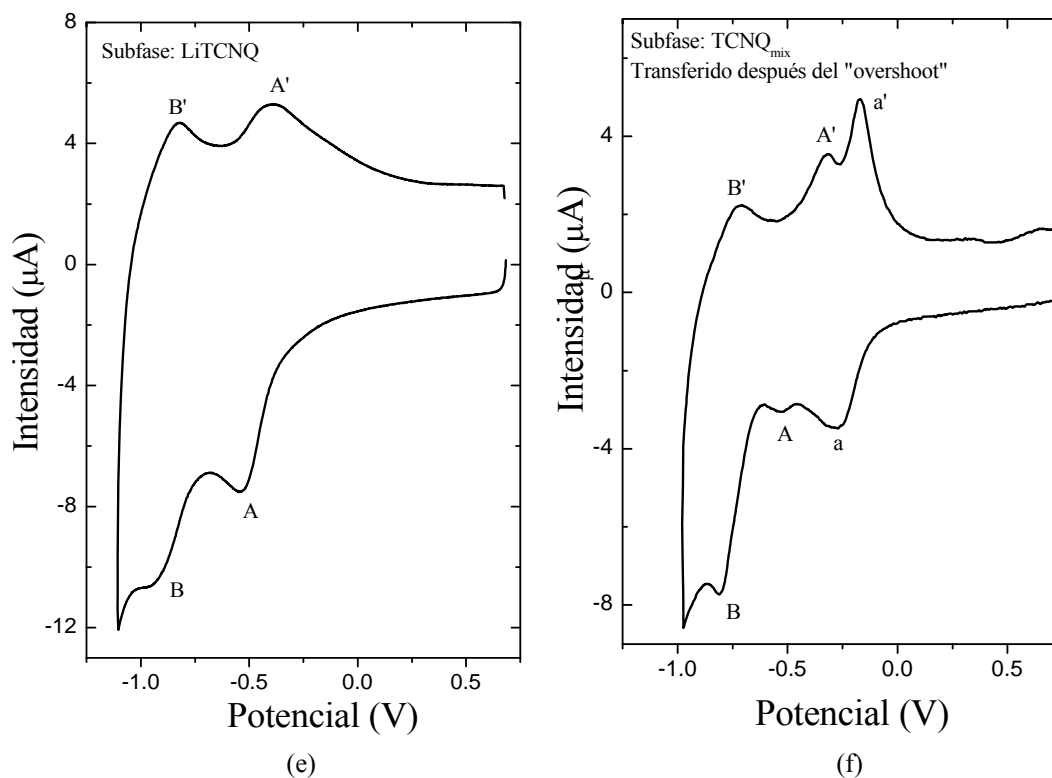 Subfase: LiTCNQ
B'
A'
A
B
Intensidad (μA)
8
4
0
-4
-8
-12
-1.0
-0.5
0.0
0.5
Potencial (V)
(e)
Subfase: TCNQmix
Transferido después del "overshoot"
a'
A'
B'
A
a
B
Intensidad (μA)
μ
4
0
-4
-8
-1.0
-0.5
0.0
0.5
Potencial (V)
(f)